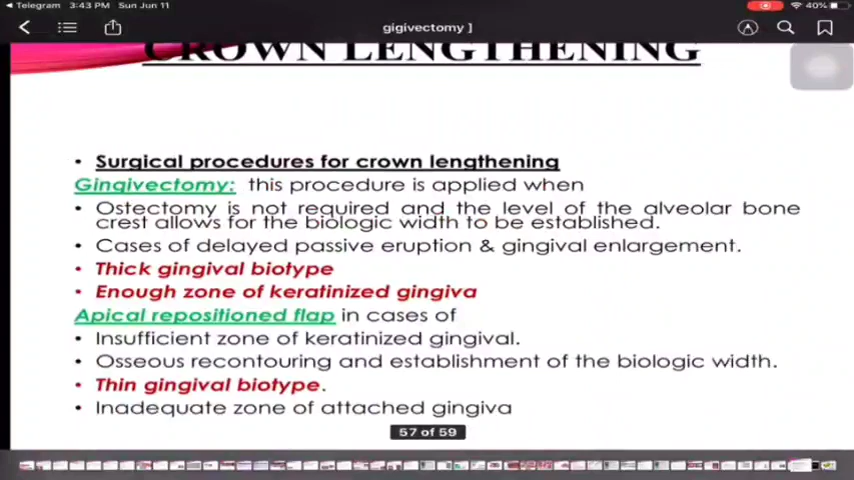 Telegram 3:43 PM Sun Jun 11 40%
gigivectomy ]
CROWN LENGTHENING
• Surgical procedures for crown lengthening
Gingivectomy: this procedure is applied when
• Ostectomy is not required and the level of the alveolar bone
crest allows for the biologic width to be established.
• Cases of delayed passive eruption & gingival enlargement.
• Thick gingival biotype
• Enough zone of keratinized gingiva
Apical repositioned flap in cases of
• Insufficient zone of keratinized gingival.
• Osseous recontouring and establishment of the biologic width.
• Thin gingival biotype.
• Inadequate zone of attached gingiva
57 of 59